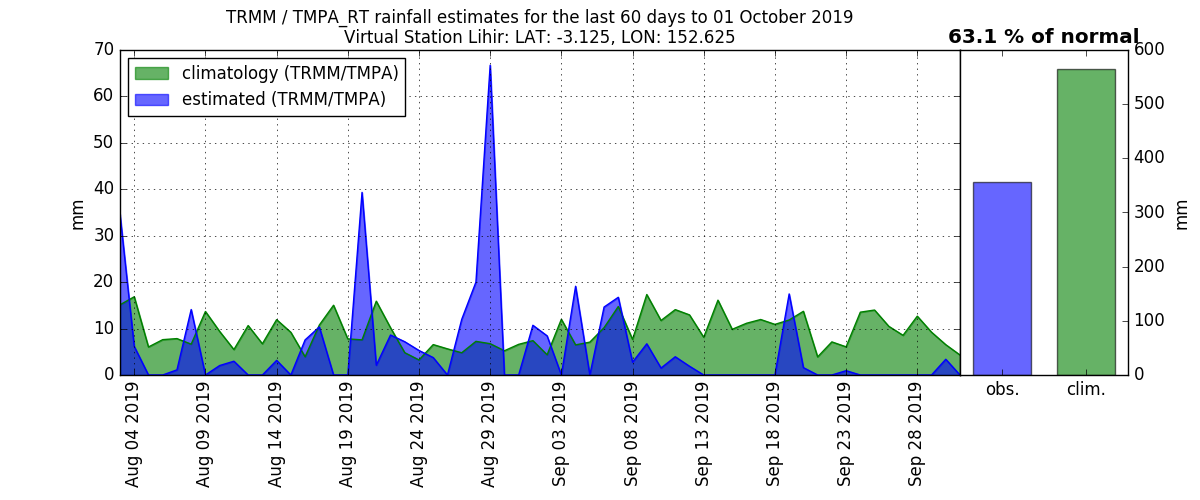 TRMM / TMPA_RT rainfall estimates for the last 60 days to 01 October 2019
Virtual Station Lihir: LAT: -3.125, LON: 152.625
63.1 % of normal
climatology (TRMM/TMPA)
estimated (TRMM/TMPA)
70
60
50
40
30
20
10
0
mm
Aug 04 2019
Aug 09 2019
Aug 14 2019
Aug 19 2019
Aug 24 2019
Aug 29 2019
Sep 03 2019
Sep 08 2019
Sep 13 2019
Sep 18 2019
Sep 23 2019
Sep 28 2019
obs.
clim.
600
500
400
300
200
100
0
mm